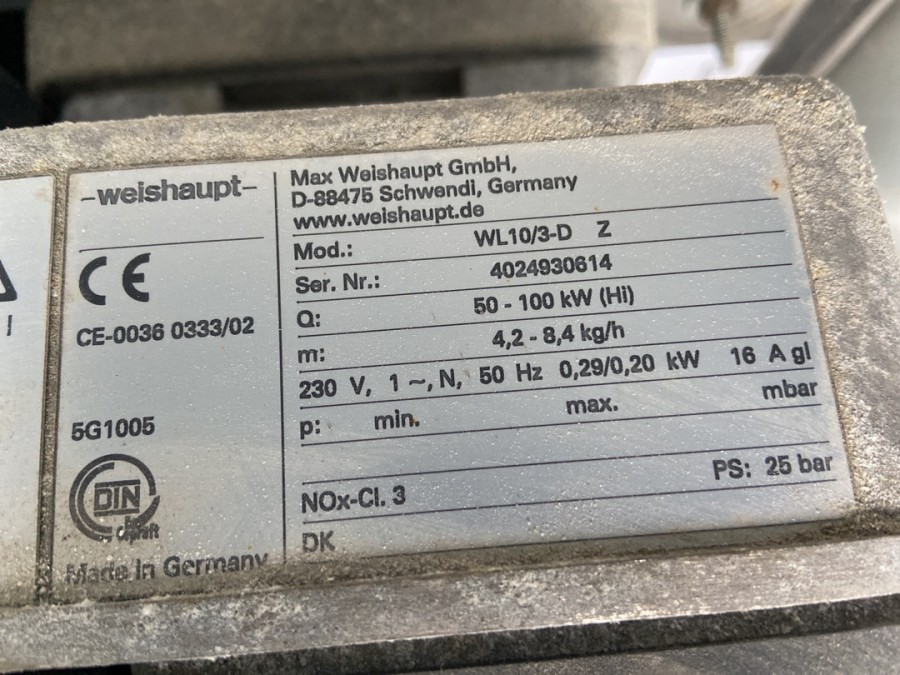 -weishaupt-
CE
CE-0036 0333/02
5G1005
DIN
Made in Germany
Max Weishaupt GmbH,
D-88475 Schwendi, Germany
www.weishaupt.de
Mod.: WL10/3-D Z
Ser. Nr.: 4024930614
Q: 50 - 100 kW (Hi)
m: 4,2 - 8,4 kg/h
230 V, 1 ~, N, 50 Hz 0,29/0,20 kW 16 A gl
p: min. max. mbar
NOx-Cl. 3 PS: 25 bar
DK